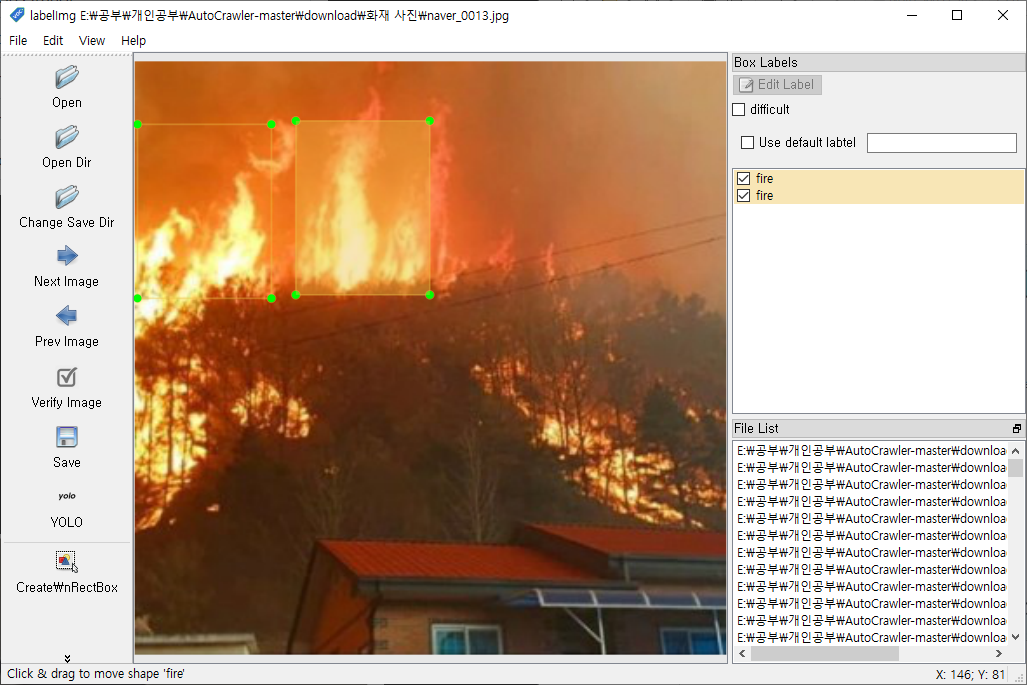 labelImg E:₩공부₩개인공부₩AutoCrawler-master₩download₩화재 사진₩naver_0013.jpg
File Edit View Help
Open
Open Dir
Change Save Dir
Next Image
Prev Image
Verify Image
Save
yolo
YOLO
Create₩nRectBox
Box Labels
Edit Label
difficult
Use default labtel
fire
fire
File List
E:₩공부₩개인공부₩AutoCrawler-master₩downloa
E:₩공부₩개인공부₩AutoCrawler-master₩downloa
E:₩공부₩개인공부₩AutoCrawler-master₩downloa
E:₩공부₩개인공부₩AutoCrawler-master₩downloa
E:₩공부₩개인공부₩AutoCrawler-master₩downloa
E:₩공부₩개인공부₩AutoCrawler-master₩downloa
E:₩공부₩개인공부₩AutoCrawler-master₩downloa
E:₩공부₩개인공부₩AutoCrawler-master₩downloa
E:₩공부₩개인공부₩AutoCrawler-master₩downloa
E:₩공부₩개인공부₩AutoCrawler-master₩downloa
E:₩공부₩개인공부₩AutoCrawler-master₩downloa
E:₩공부₩개인공부₩AutoCrawler-master₩downloa
Click & drag to move shape 'fire'
X: 146; Y: 81